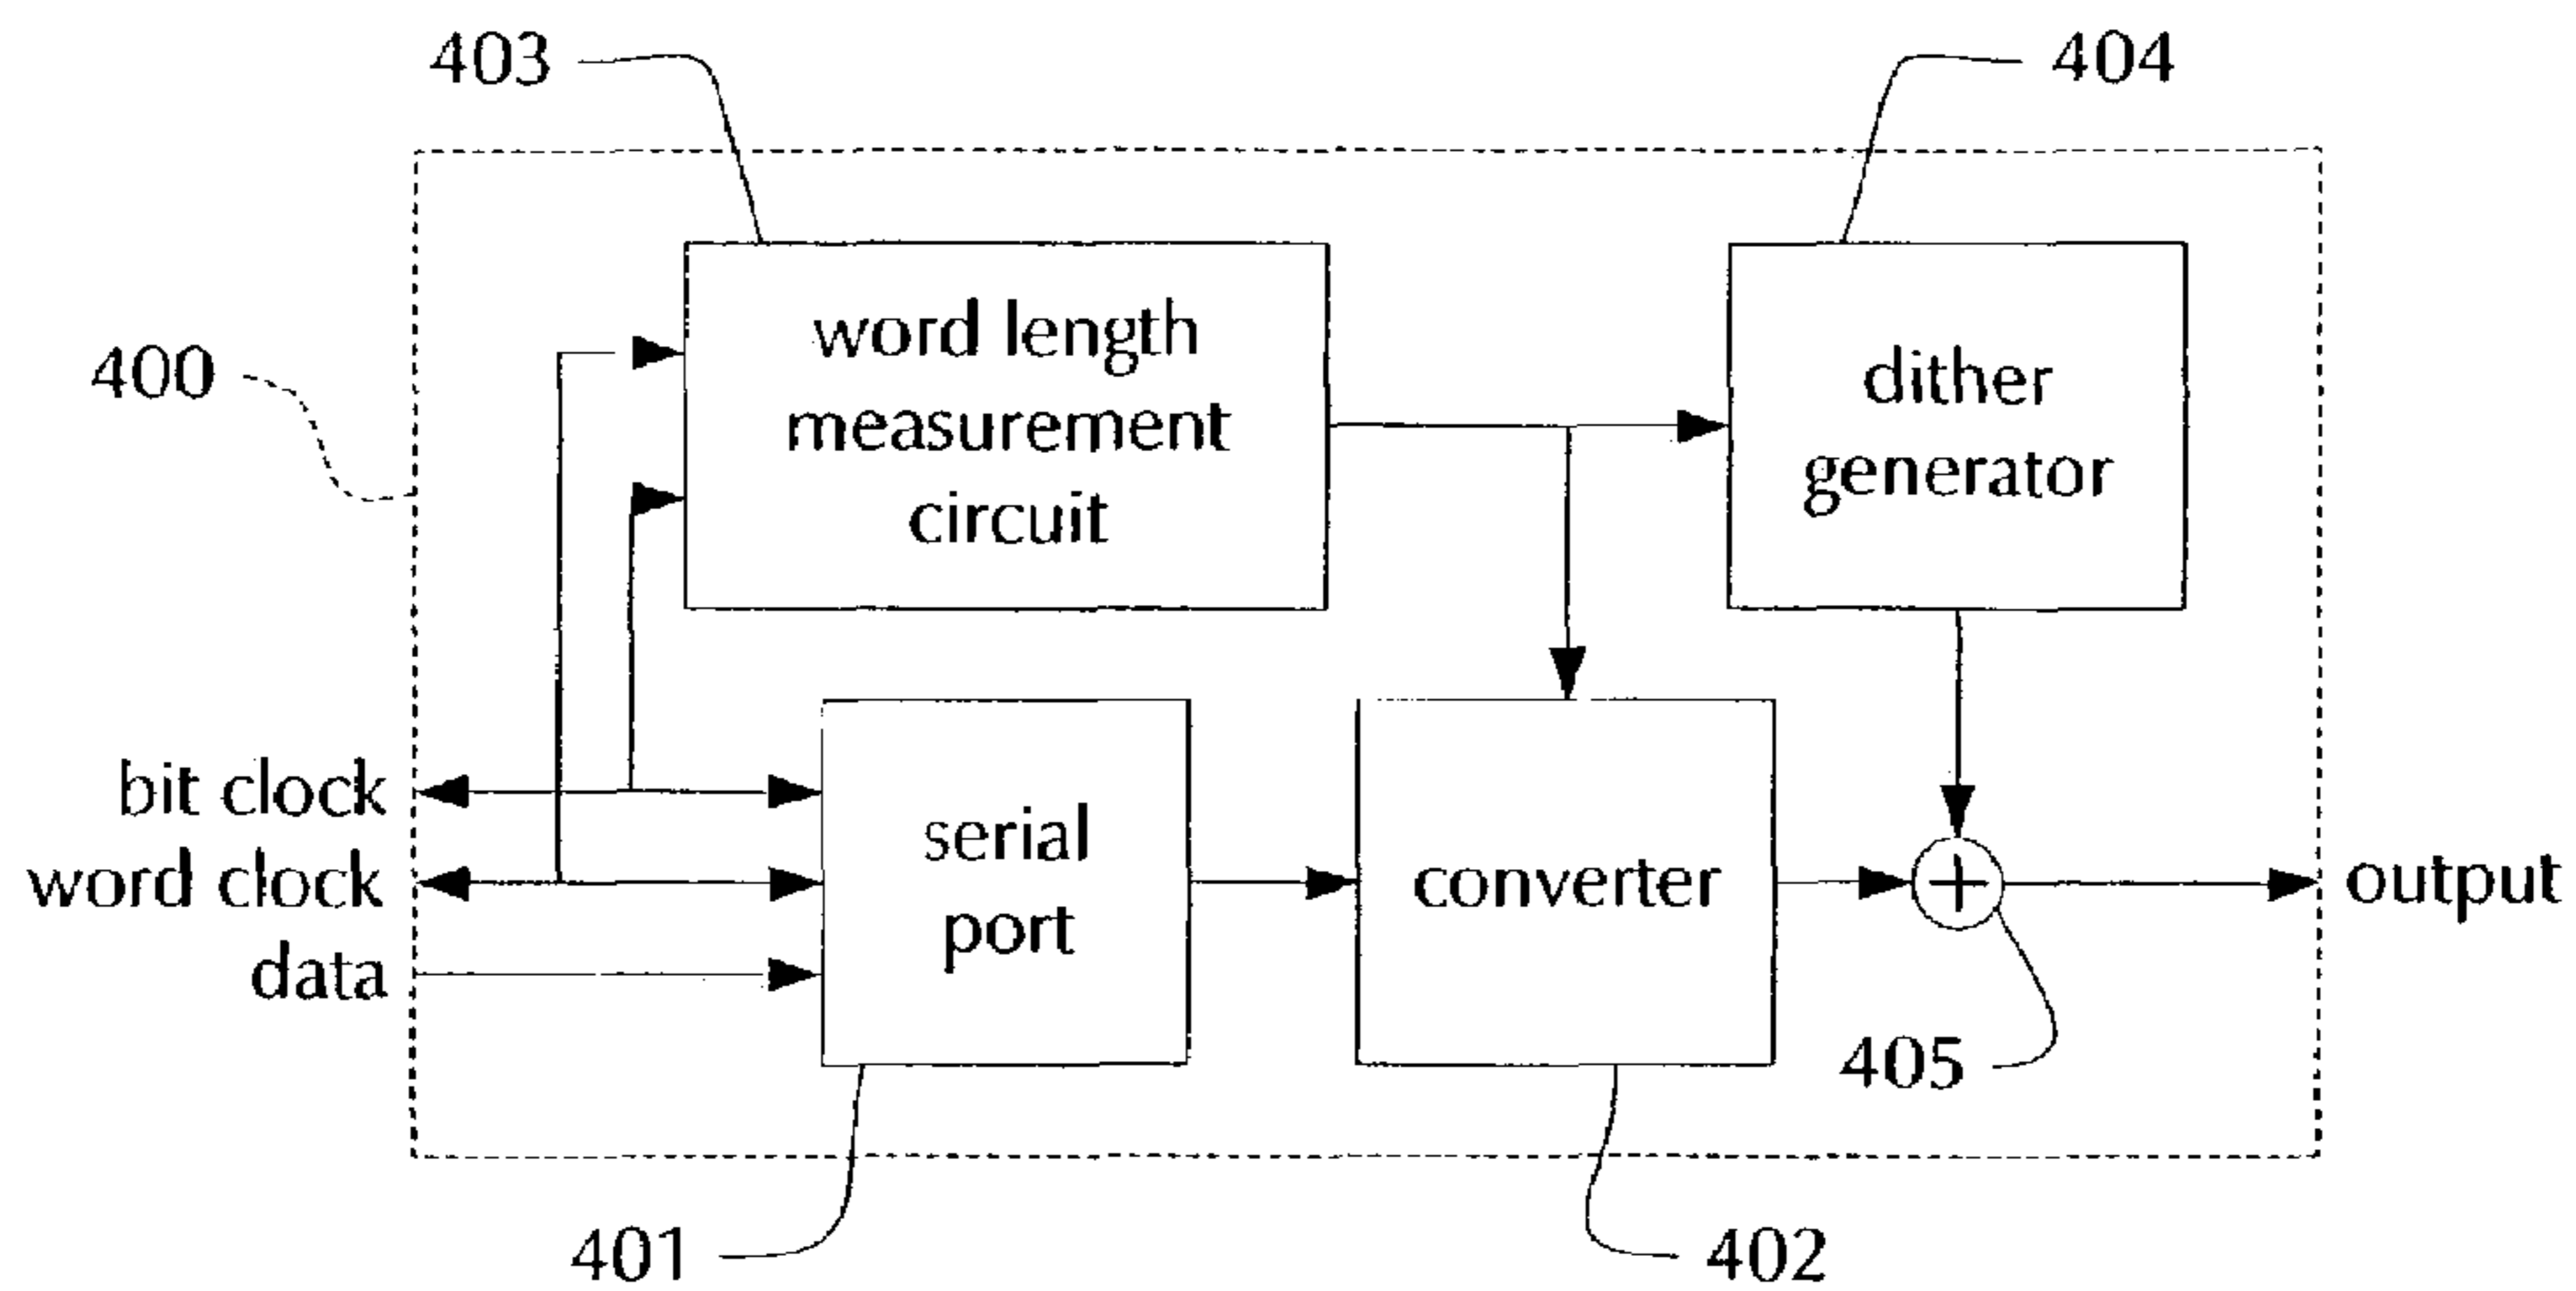 403
404
400
word length
measurement
circuit
dither
generator
bit clock
word clock
data
serial
port
converter
+
output
405
401
402